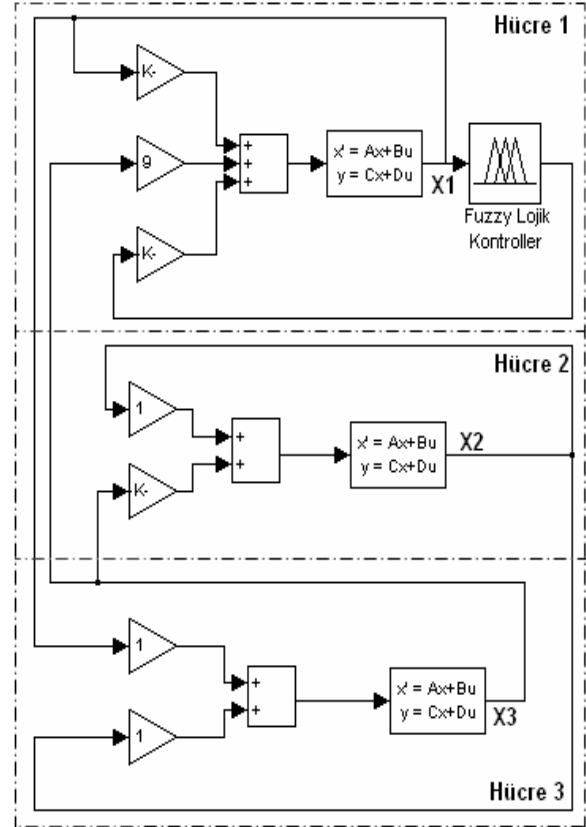 Hücre 1
K-
9
K-
+
+
+
x' = Ax+Bu
y = Cx+Du
X1
Fuzzy Lojik
Kontroller
Hücre 2
1
K-
+
+
x' = Ax+Bu
y = Cx+Du
X2
1
1
+
+
x' = Ax+Bu
y = Cx+Du
X3
Hücre 3